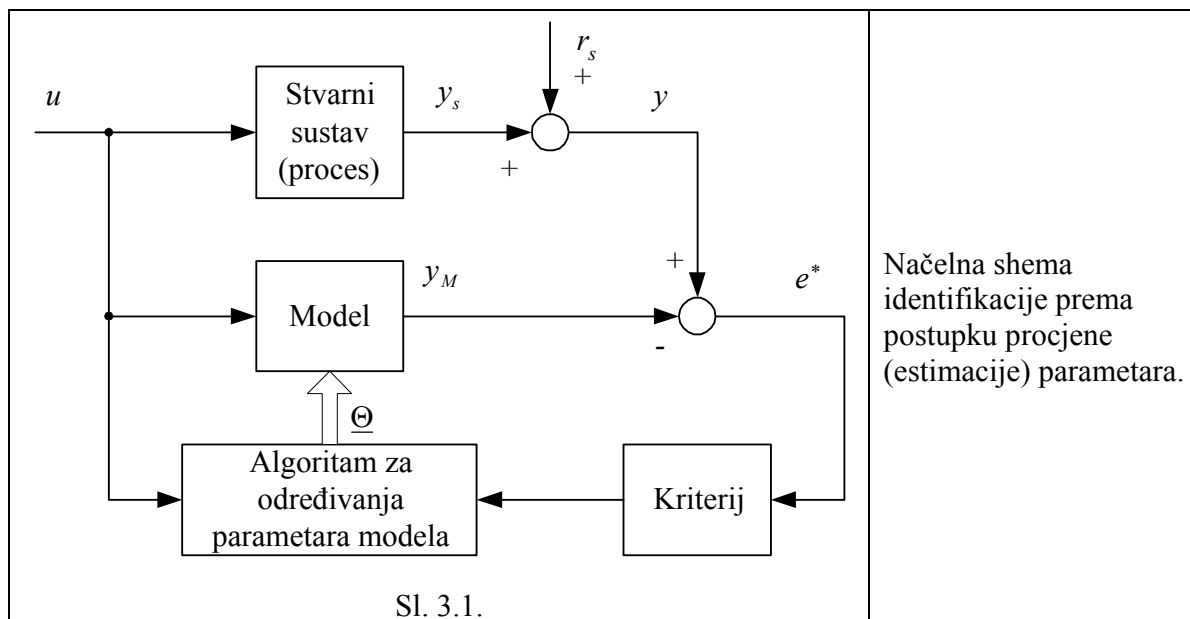 r_s
+
u
Stvarni
sustav
(proces)
y_s
y
+
+
e*
y_M
Model
-
Θ
Algoritam za
određivanja
parametara modela
Kriterij
Sl. 3.1.
Načelna shema
identifikacije prema
postupku procjene
(estimacije) parametara.